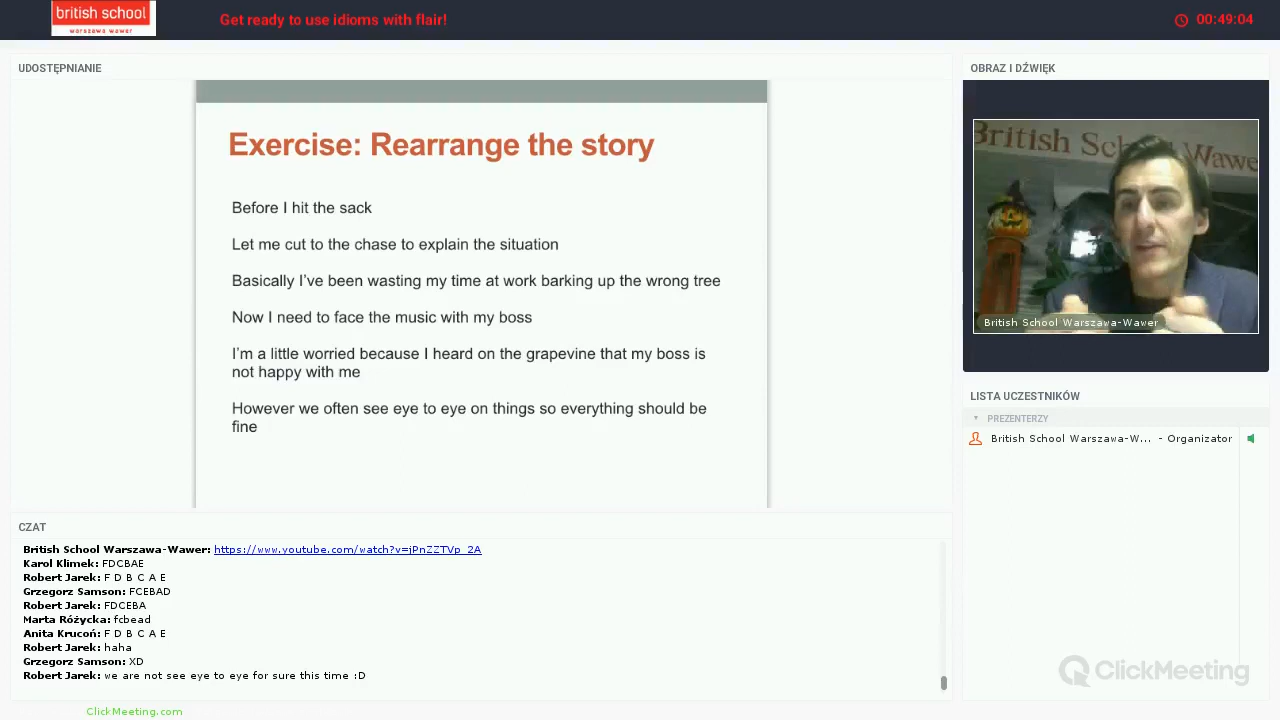 british school
warszawa wawer
Get ready to use idioms with flair!
00:49:04
UDOSTĘPNIANIE
Exercise: Rearrange the story
Before I hit the sack
Let me cut to the chase to explain the situation
Basically I've been wasting my time at work barking up the wrong tree
Now I need to face the music with my boss
I'm a little worried because I heard on the grapevine that my boss is
not happy with me
However we often see eye to eye on things so everything should be
fine
OBRAZ I DŹWIĘK
British School Wawe
British School Warszawa-Wawer
LISTA UCZESTNIKÓW
PREZENTERZY
British School Warszawa-W... - Organizator
CZAT
British School Warszawa-Wawer: https://www.youtube.com/watch?v=jPnZZTVp_2A
Karol Klimek: FDCBAE
Robert Jarek: F D B C A E
Grzegorz Samson: FCEBAD
Robert Jarek: FDCEBA
Marta Różycka: fcbead
Anita Krucoń: F D B C A E
Robert Jarek: haha
Grzegorz Samson: XD
Robert Jarek: we are not see eye to eye for sure this time :D
ClickMeeting
ClickMeeting.com